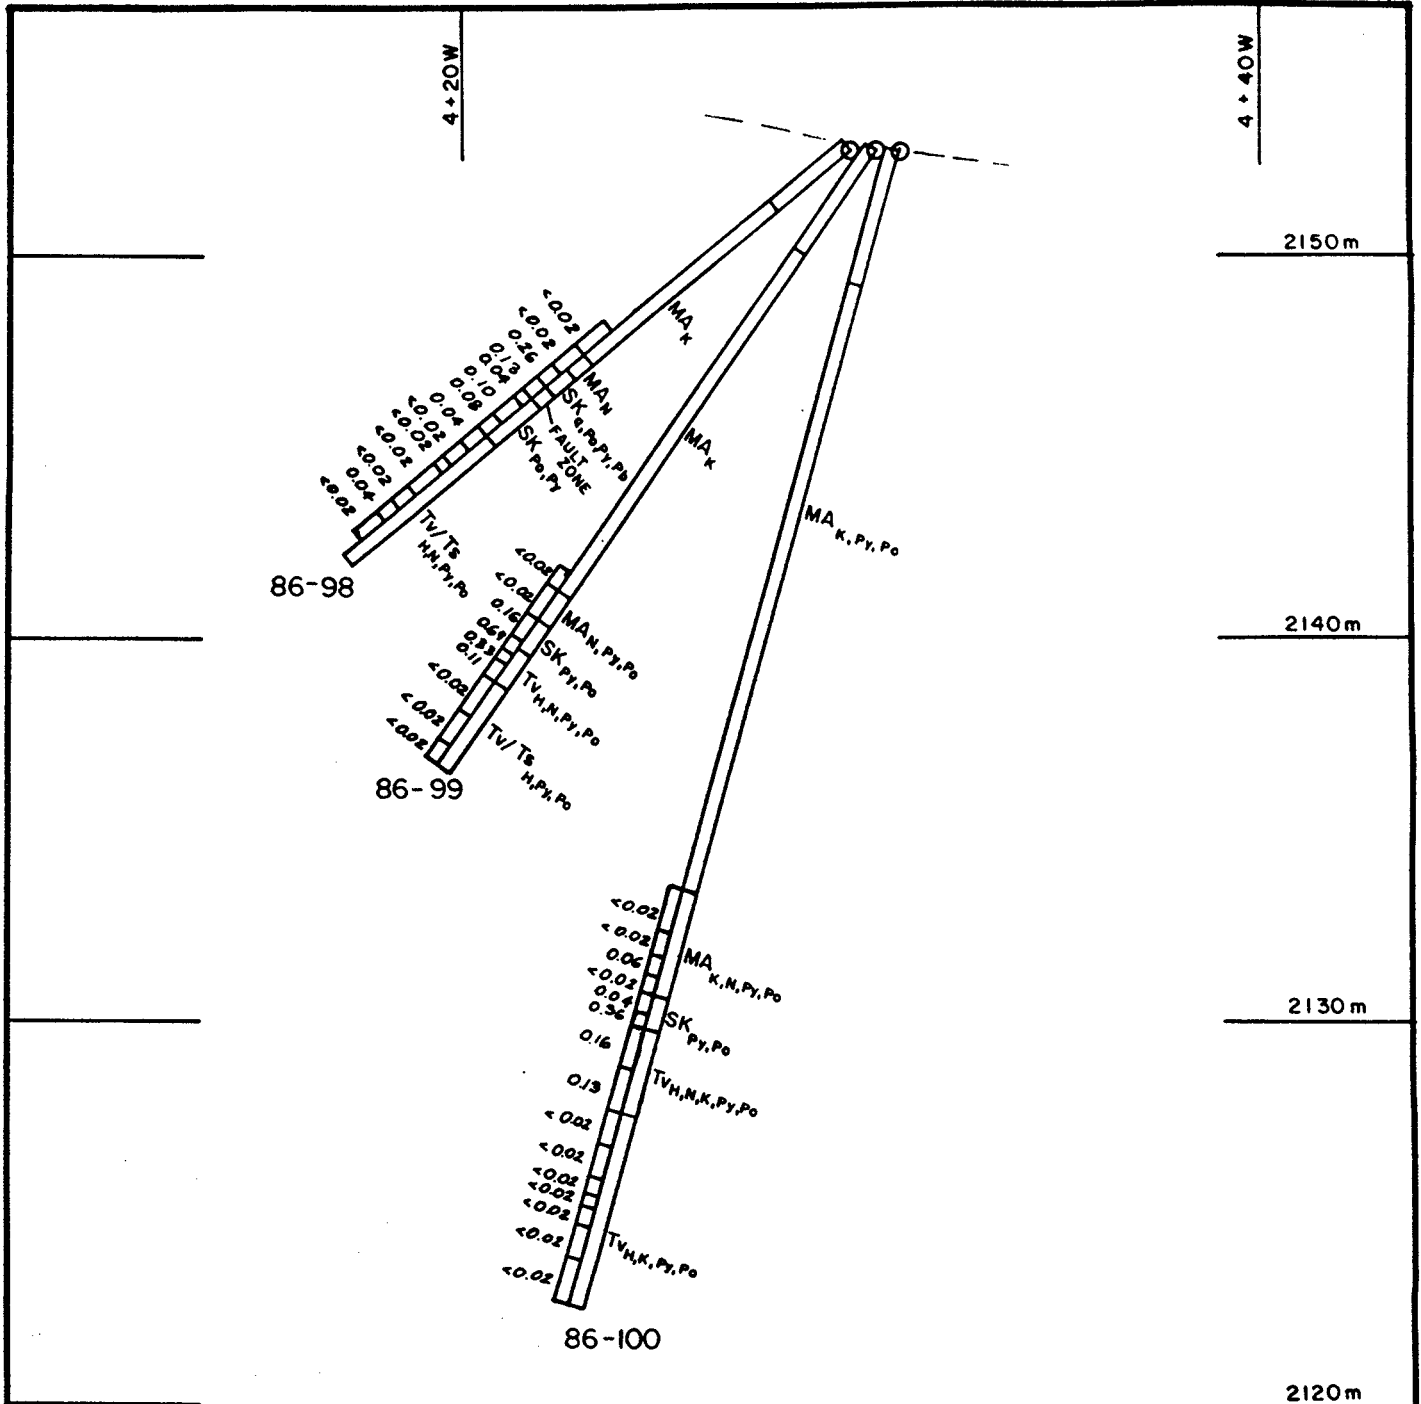 4+20W
4+40W
2150m
2140m
2130m
2120m
MA K
<0.02
<0.02
0.26
0.13
0.04
0.10
0.08
0.04
<0.02
<0.02
<0.02
<0.02
0.04
<0.02
MA N
SK G,Po,Py,Pb
FAULT
ZONE
SK Po,Py
Tv/Ts
H,N,Py,Po
86-98
MA K
<0.02
<0.02
0.16
0.69
0.33
0.11
<0.02
<0.02
<0.02
MA N,Py,Po
SK Py,Po
Tv H,N,Py,Po
Tv/Ts
H,Py,Po
86-99
MA K,Py,Po
<0.02
<0.02
0.06
<0.02
0.04
0.36
0.16
0.13
<0.02
<0.02
<0.02
<0.02
<0.02
<0.02
<0.02
MA K,N,Py,Po
SK Py,Po
Tv H,N,K,Py,Po
Tv H,K,Py,Po
86-100